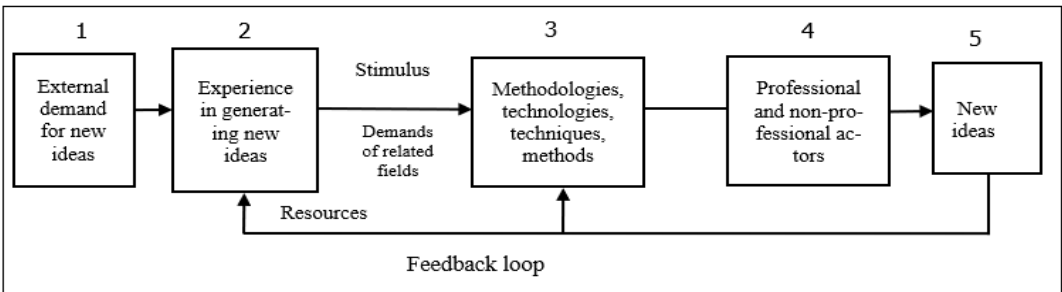 1
External
demand
for new
ideas
2
Experience
in generat-
ing new
ideas
Stimulus
Demands
of related
fields
Resources
3
Methodologies,
technologies,
techniques,
methods
4
Professional
and non-pro-
fessional ac-
tors
5
New
ideas
Feedback loop